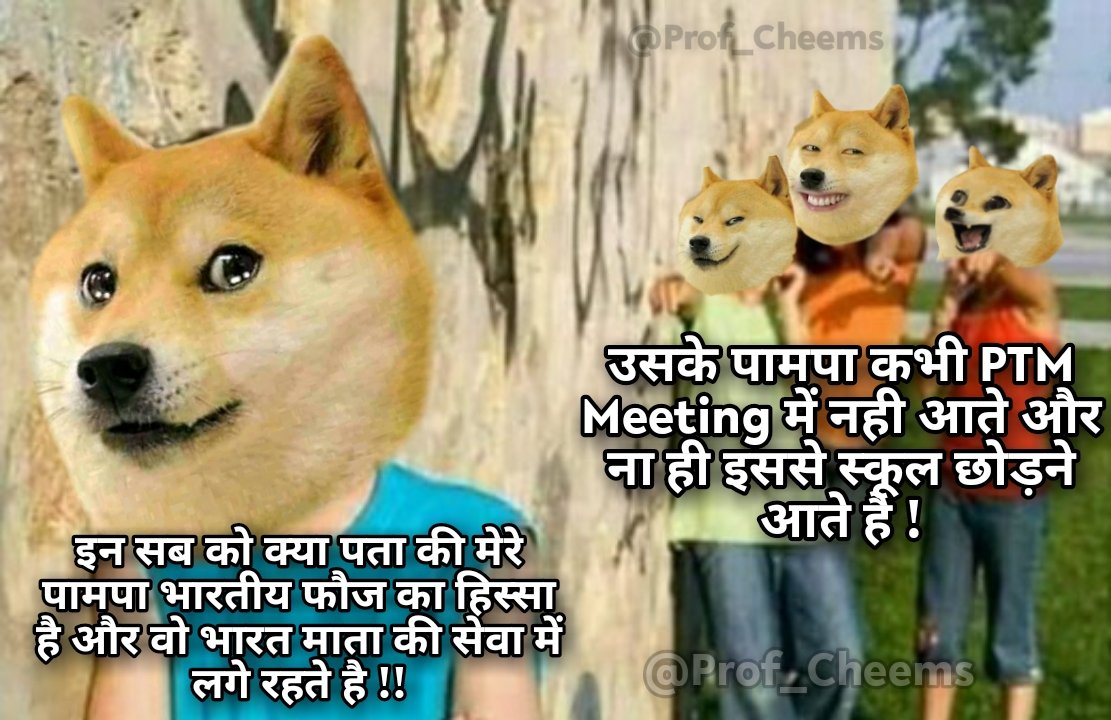 @Prof_Cheems
उसके पामपा कभी PTM
Meeting में नही आते और
ना ही इससे स्कूल छोड़ने
आते है !
इन सब को क्या पता की मेरे
पामपा भारतीय फौज का हिस्सा
है और वो भारत माता की सेवा में
लगे रहते है !!
@Prof_Cheems